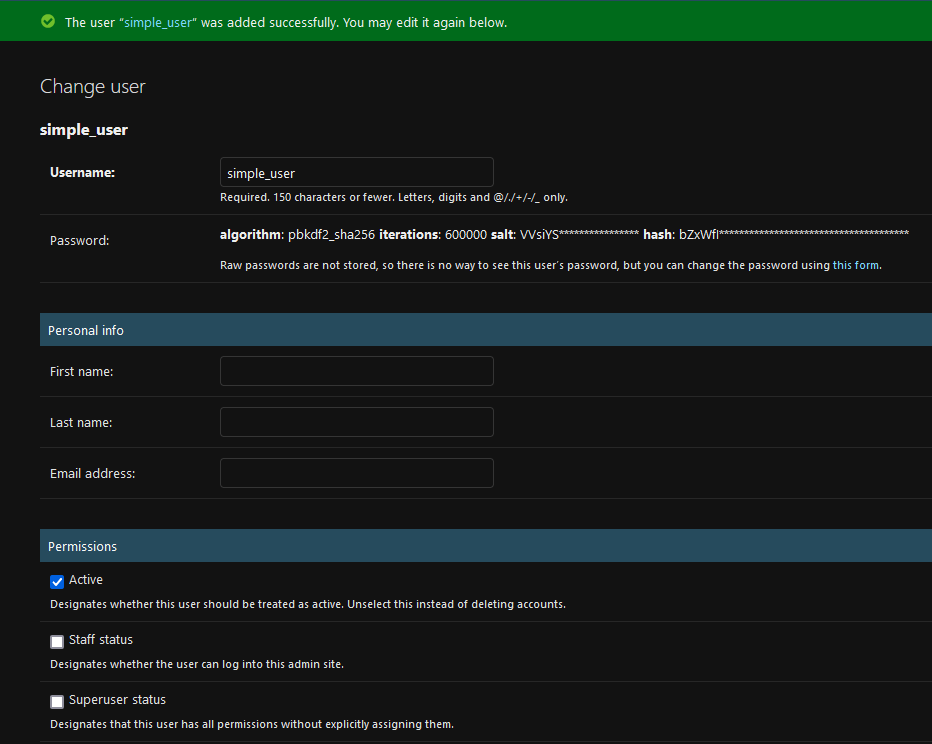 The user “simple_user” was added successfully. You may edit it again below.
Change user
simple_user
Username:
simple_user
Required. 150 characters or fewer. Letters, digits and @/./+/-/_ only.
Password:
algorithm: pbkdf2_sha256 iterations: 600000 salt: VVsiYS**************** hash: bZxWfI**************************************
Raw passwords are not stored, so there is no way to see this user’s password, but you can change the password using this form.
Personal info
First name:
Last name:
Email address:
Permissions
Active
Designates whether this user should be treated as active. Unselect this instead of deleting accounts.
Staff status
Designates whether the user can log into this admin site.
Superuser status
Designates that this user has all permissions without explicitly assigning them.